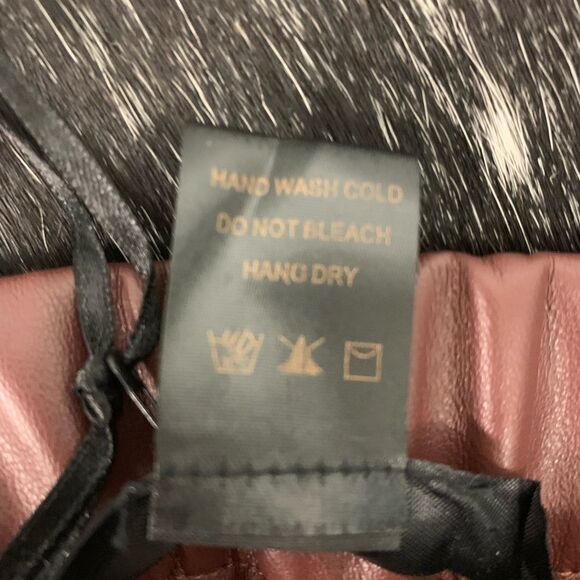 HAND WASH COLD
DO NOT BLEACH
HANG DRY